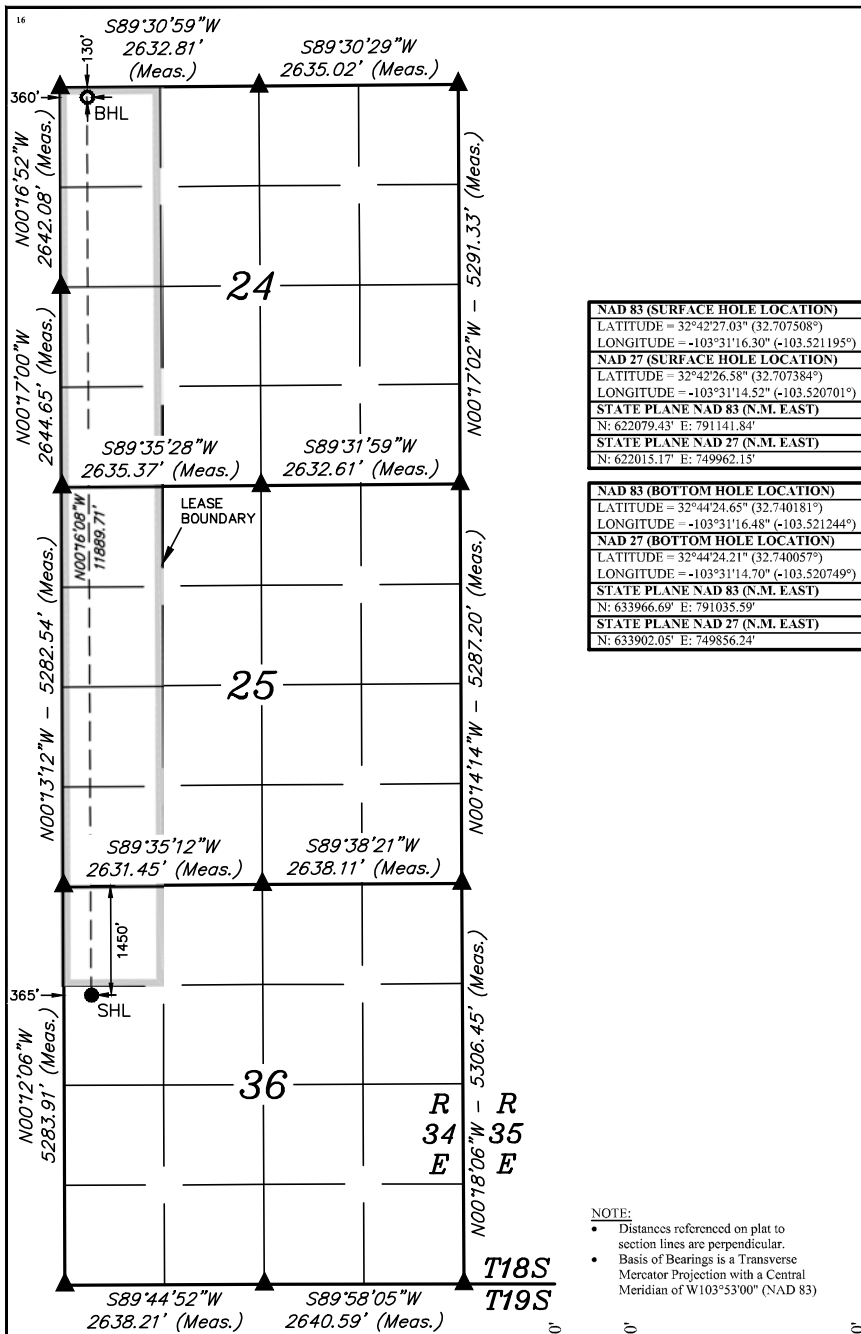 16
S89°30'59"W
2632.81'
(Meas.)
S89°30'29"W
2635.02' (Meas.)
130'
360'
BHL
N00°16'52"W
2642.08' (Meas.)
24
N00°17'02"W - 5291.33' (Meas.)
N00°17'00"W
2644.65' (Meas.)
S89°35'28"W
2635.37' (Meas.)
S89°31'59"W
2632.61' (Meas.)
N00°16'08"W
11889.71'
LEASE
BOUNDARY
N00°13'12"W - 5282.54' (Meas.)
25
N00°14'14"W - 5287.20' (Meas.)
S89°35'12"W
2631.45' (Meas.)
S89°38'21"W
2638.11' (Meas.)
1450'
365'
SHL
N00°12'06"W
5283.91' (Meas.)
36
N00°18'06"W - 5306.45' (Meas.)
R R
34 35
E E
T18S
T19S
S89°44'52"W
2638.21' (Meas.)
S89°58'05"W
2640.59' (Meas.)
NAD 83 (SURFACE HOLE LOCATION)
LATITUDE = 32°42'27.03" (32.707508°)
LONGITUDE = -103°31'16.30" (-103.521195°)
NAD 27 (SURFACE HOLE LOCATION)
LATITUDE = 32°42'26.58" (32.707384°)
LONGITUDE = -103°31'14.52" (-103.520701°)
STATE PLANE NAD 83 (N.M. EAST)
N: 622079.43' E: 791141.84'
STATE PLANE NAD 27 (N.M. EAST)
N: 622015.17' E: 749962.15'
NAD 83 (BOTTOM HOLE LOCATION)
LATITUDE = 32°44'24.65" (32.740181°)
LONGITUDE = -103°31'16.48" (-103.521244°)
NAD 27 (BOTTOM HOLE LOCATION)
LATITUDE = 32°44'24.21" (32.740057°)
LONGITUDE = -103°31'14.70" (-103.520749°)
STATE PLANE NAD 83 (N.M. EAST)
N: 633966.69' E: 791035.59'
STATE PLANE NAD 27 (N.M. EAST)
N: 633902.05' E: 749856.24'
NOTE:
• Distances referenced on plat to
section lines are perpendicular.
• Basis of Bearings is a Transverse
Mercator Projection with a Central
Meridian of W103°53'00" (NAD 83)
0'
0'
0'